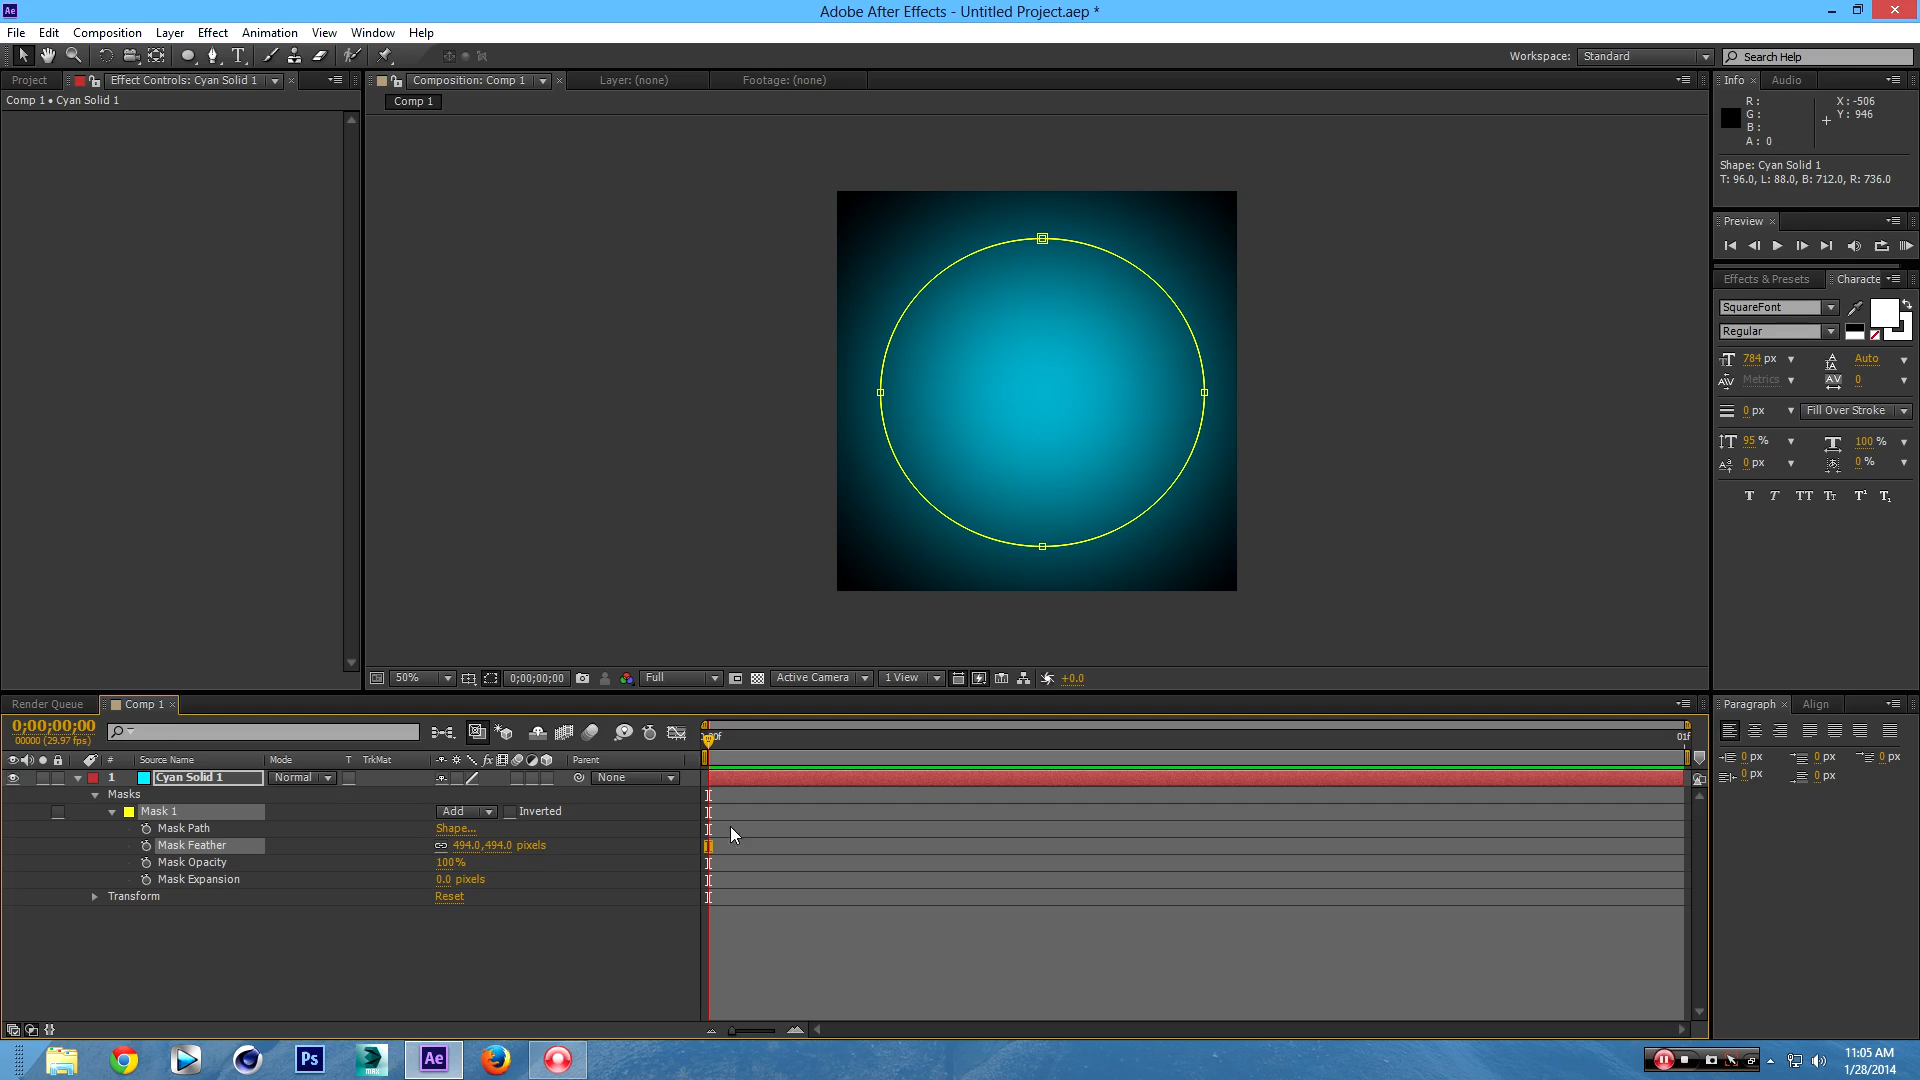 Adobe After Effects - Untitled Project.aep *
File Edit Composition Layer Effect Animation View Window Help
Workspace: Standard Search Help
Project Effect Controls: Cyan Solid 1 Composition: Comp 1 Layer: (none) Footage: (none) Info Audio
Comp 1 • Cyan Solid 1
Comp 1
R: X: -506
G: Y: 946
B:
A: 0
Shape: Cyan Solid 1
T: 96.0, L: 88.0, B: 712.0, R: 736.0
Preview
Effects & Presets Characte
SquareFont
Regular
784 px Auto
Metrics 0
0 px Fill Over Stroke
95 % 100 %
0 px 0 %
50% 0;00;00;00 Full Active Camera 1 View +0.0
Render Queue Comp 1 Paragraph Align
0;00;00;00
00000 (29.97 fps)
01f
# Source Name Mode T TrkMat Parent
1 Cyan Solid 1 Normal None
Masks
Mask 1 Add Inverted
Mask Path Shape...
Mask Feather 494.0,494.0 pixels
Mask Opacity 100%
Mask Expansion 0.0 pixels
Transform Reset
0 px 0 px 0 px
0 px 0 px
Ps MAX Ae
11:05 AM
1/28/2014